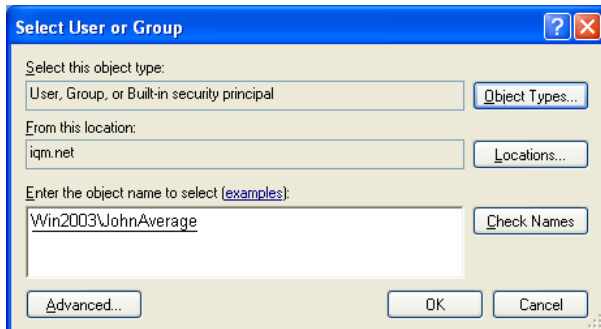 Select User or Group
Select this object type:
User, Group, or Built-in security principal
Object Types...
From this location:
iqm.net
Locations...
Enter the object name to select (examples):
Win2003\JohnAverage
Check Names
Advanced...
OK
Cancel